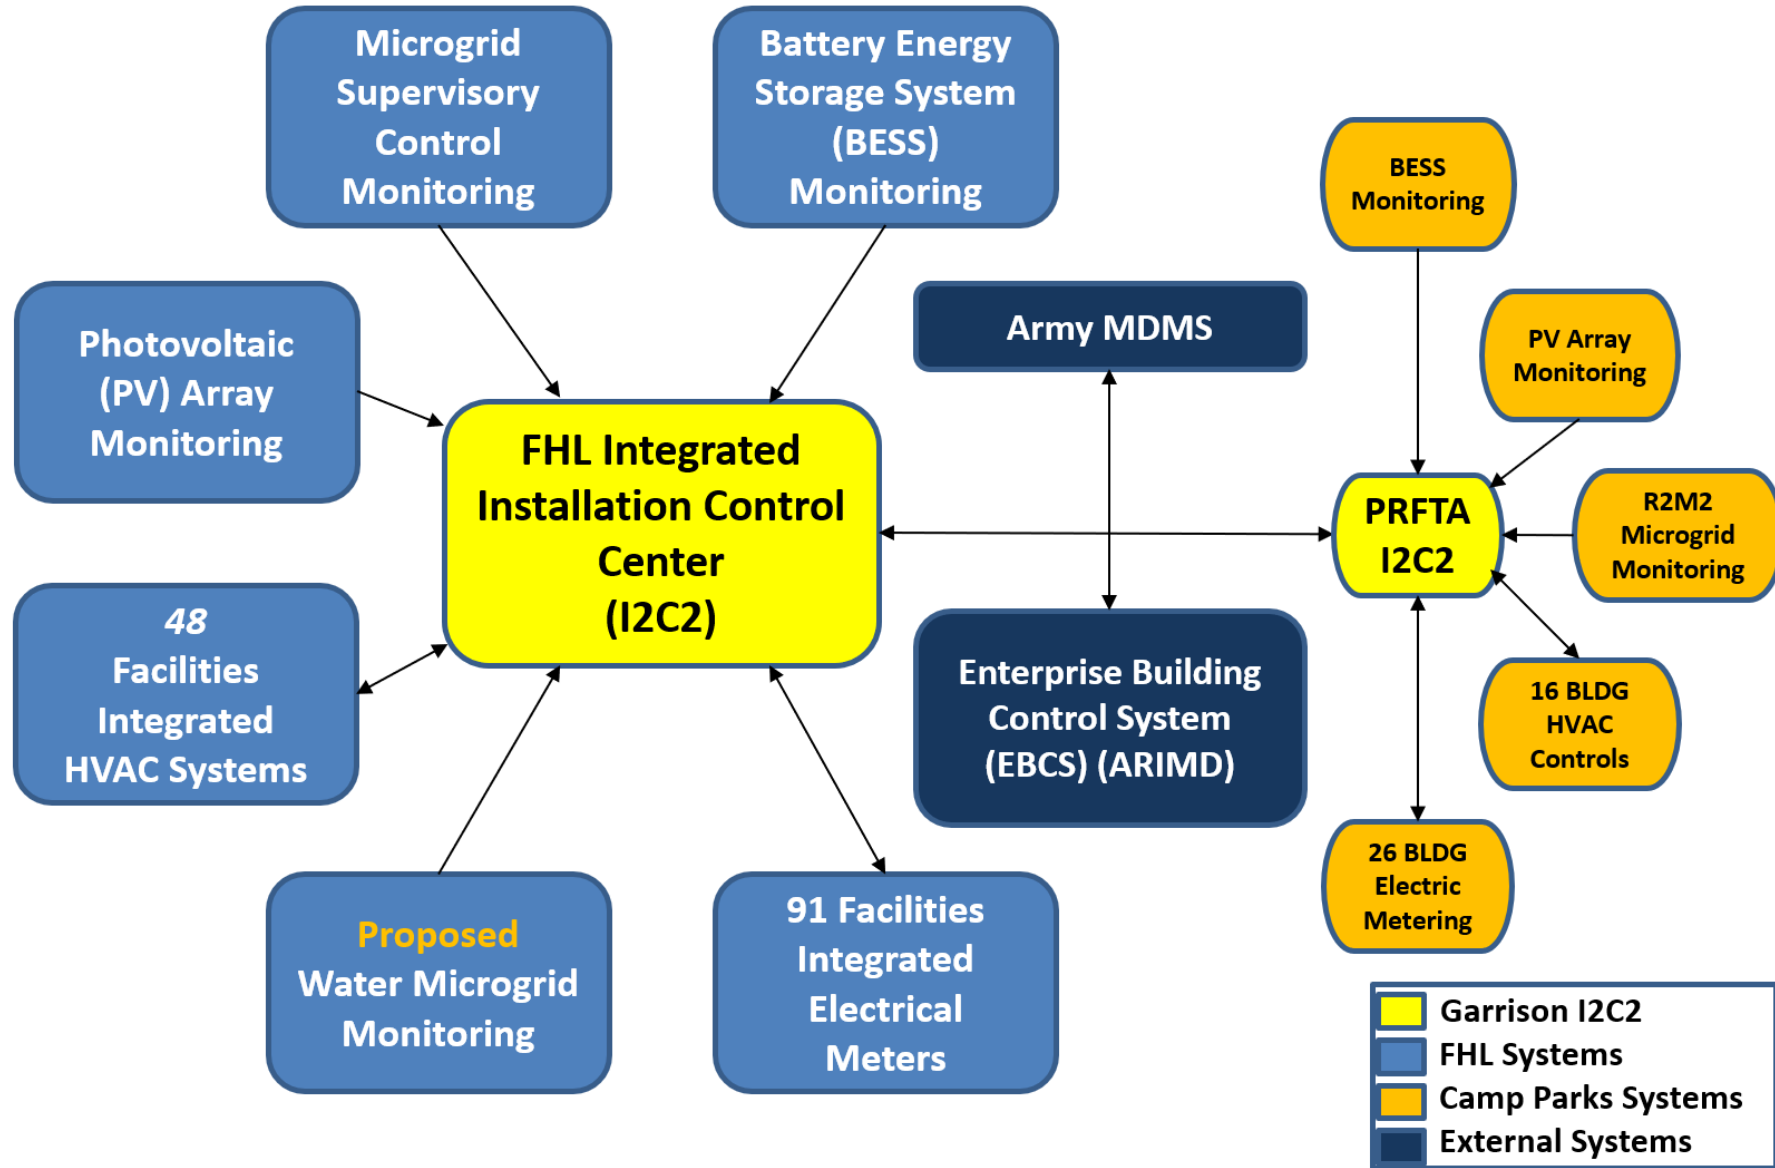 Microgrid
Supervisory
Control
Monitoring
Battery Energy
Storage System
(BESS)
Monitoring
BESS
Monitoring
Photovoltaic
(PV) Array
Monitoring
Army MDMS
PV Array
Monitoring
FHL Integrated
Installation Control
Center
(I2C2)
PRFTA
I2C2
R2M2
Microgrid
Monitoring
48
Facilities
Integrated
HVAC Systems
Enterprise Building
Control System
(EBCS) (ARIMD)
16 BLDG
HVAC
Controls
26 BLDG
Electric
Metering
Proposed
Water Microgrid
Monitoring
91 Facilities
Integrated
Electrical
Meters
Garrison I2C2
FHL Systems
Camp Parks Systems
External Systems